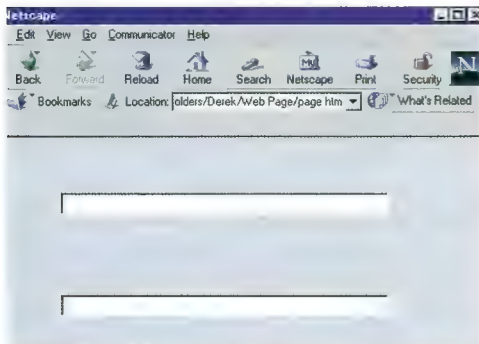 Netscape
Edit View Go Communicator Help
My
Back Forward Reload Home Search Netscape Print Security N
Bookmarks Location: olders/Derek/Web Page/page htm What's Related